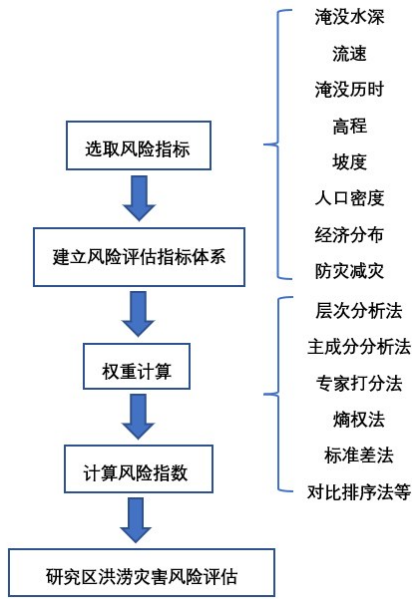 选取风险指标
建立风险评估指标体系
权重计算
计算风险指数
研究区洪涝灾害风险评估
淹没水深
流速
淹没历时
高程
坡度
人口密度
经济分布
防灾减灾
层次分析法
主成分分析法
专家打分法
熵权法
标准差法
对比排序法等